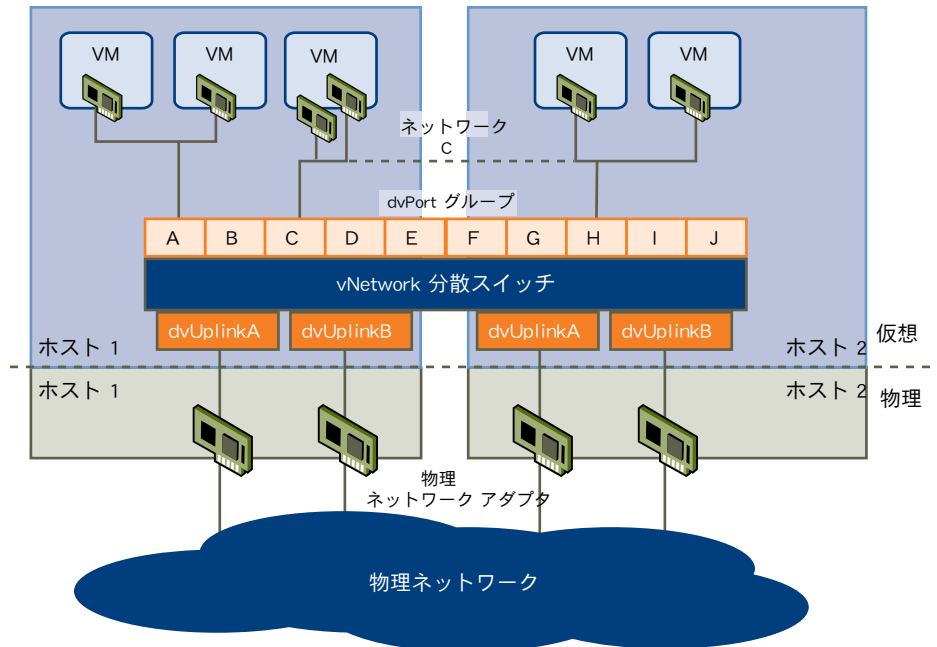 VM
VM
VM
VM
VM
ネットワーク
C
dvPort グループ
A
B
C
D
E
F
G
H
I
J
vNetwork 分散スイッチ
dvUplinkA
dvUplinkB
dvUplinkA
dvUplinkB
ホスト 1
ホスト 2
仮想
ホスト 1
ホスト 2
物理
物理
ネットワーク アダプタ
物理ネットワーク